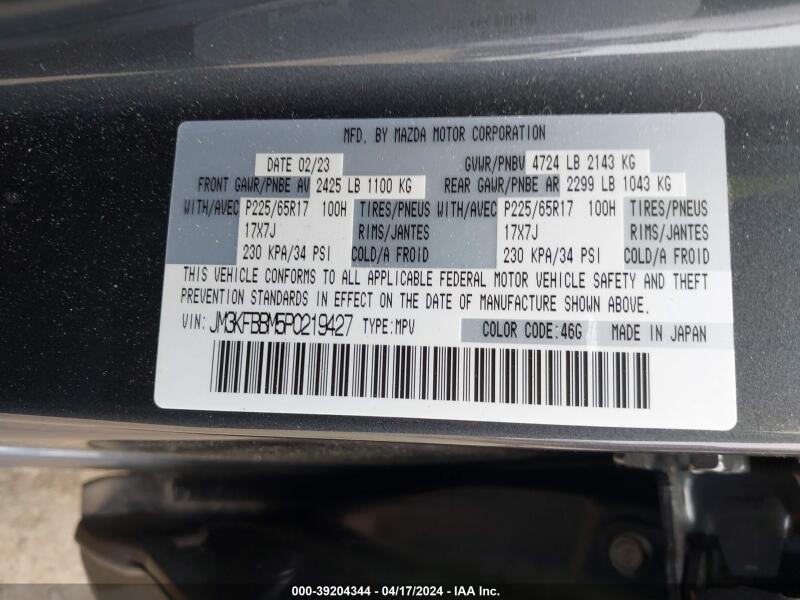 MFD. BY MAZDA MOTOR CORPORATION
DATE 02/23 GVWR/PNBV 4724 LB 2143 KG
FRONT GAWR/PNBE AV 2425 LB 1100 KG REAR GAWR/PNBE AR 2299 LB 1043 KG
WITH/AVEC P225/65R17 100H TIRES/PNEUS WITH/AVEC P225/65R17 100H TIRES/PNEUS
17X7J RIMS/JANTES 17X7J RIMS/JANTES
230 KPA/34 PSI COLD/A FROID 230 KPA/34 PSI COLD/A FROID
THIS VEHICLE CONFORMS TO ALL APPLICABLE FEDERAL MOTOR VEHICLE SAFETY AND THEFT
PREVENTION STANDARDS IN EFFECT ON THE DATE OF MANUFACTURE SHOWN ABOVE.
VIN: JM3KFBBM5P0219427 TYPE: MPV COLOR CODE: 46G MADE IN JAPAN
000-39204344 / 04/17/2024 - IAA Inc.